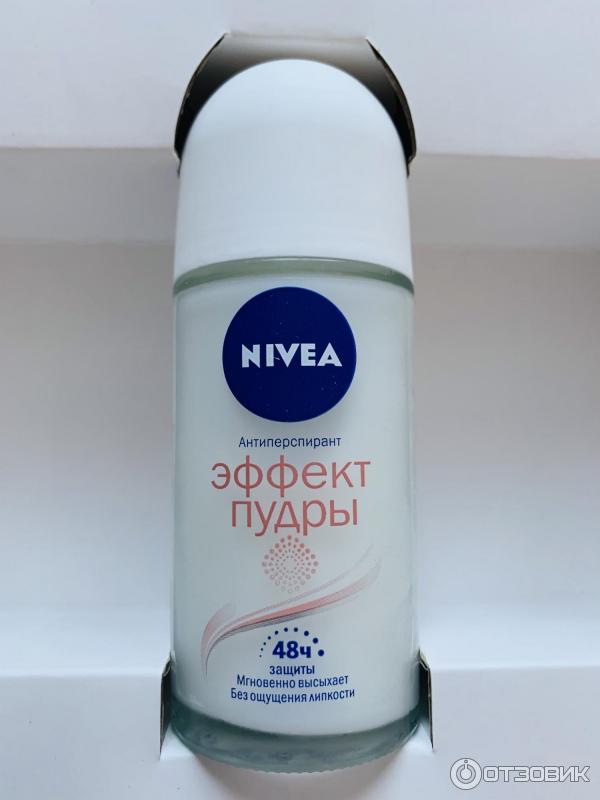 NIVEA
Антиперспирант
эффект
пудры
48ч
защиты
Мгновенно высыхает
Без ощущения липкости
ОТЗОВИК